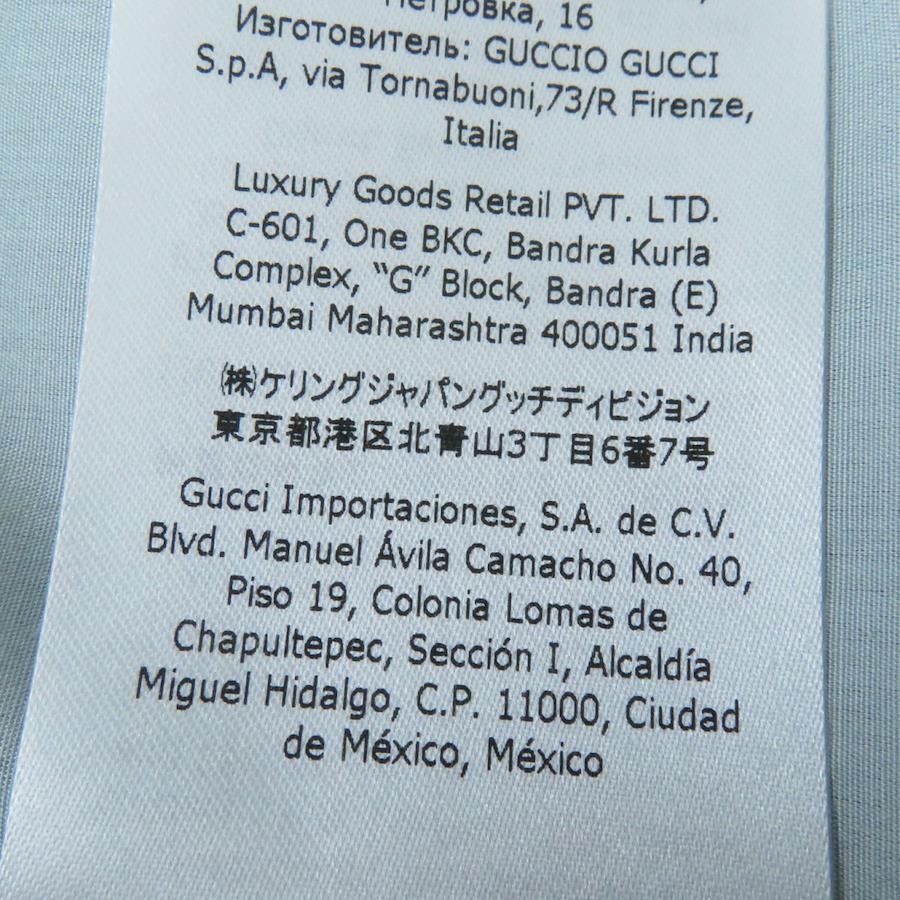 Петровка, 16
Изготовитель: GUCCIO GUCCI
S.p.A, via Tornabuoni,73/R Firenze,
Italia
Luxury Goods Retail PVT. LTD.
C-601, One BKC, Bandra Kurla
Complex, “G” Block, Bandra (E)
Mumbai Maharashtra 400051 India
㈱ケリングジャパングッチディビジョン
東京都港区北青山3丁目6番7号
Gucci Importaciones, S.A. de C.V.
Blvd. Manuel Ávila Camacho No. 40,
Piso 19, Colonia Lomas de
Chapultepec, Sección I, Alcaldía
Miguel Hidalgo, C.P. 11000, Ciudad
de México, México